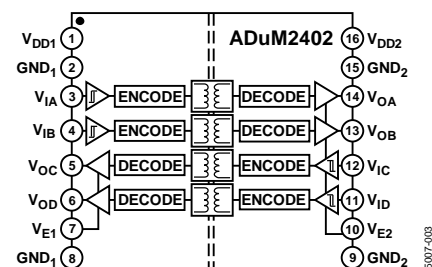 ADuM2402
VDD1 1
16 VDD2
GND1 2
15 GND2
VIA 3 ENCODE DECODE 14 VOA
VIB 4 ENCODE DECODE 13 VOB
VOC 5 DECODE ENCODE 12 VIC
VOD 6 DECODE ENCODE 11 VID
VE1 7
10 VE2
GND1 8
9 GND2